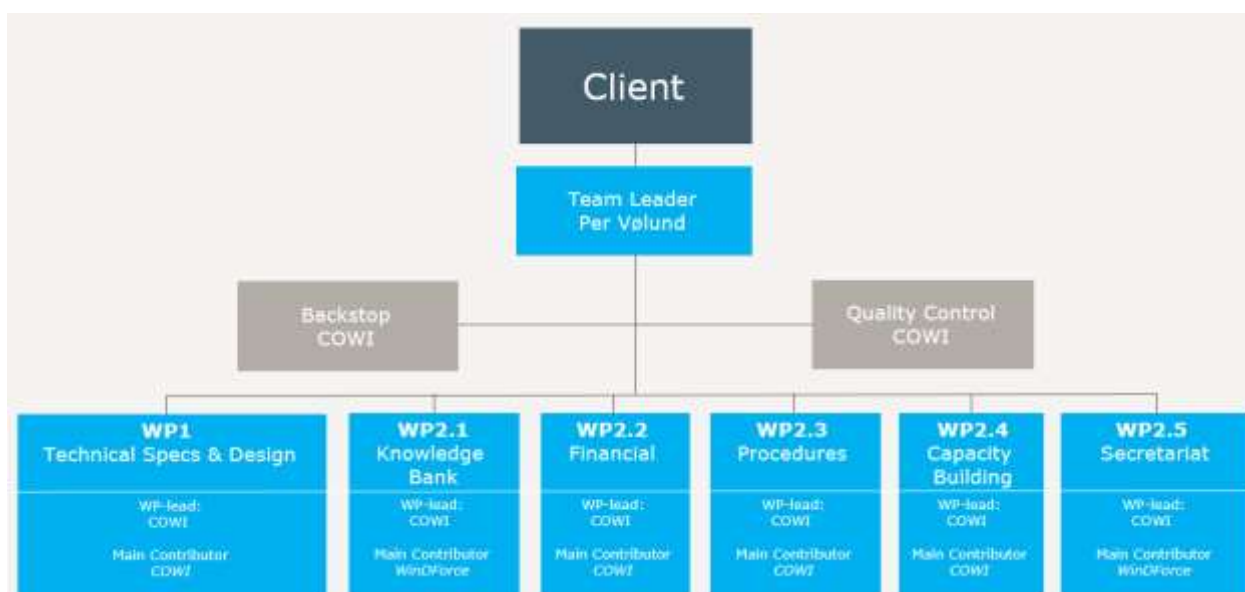 Client
Team Leader
Per Vølund
Backstop
COWI
Quality Control
COWI
WP1
Technical Specs & Design
WP-lead:
COWI
Main Contributor
COWI
WP2.1
Knowledge
Bank
WP-lead:
COWI
Main Contributor
WinDForce
WP2.2
Financial
WP-lead:
COWI
Main Contributor
COWI
WP2.3
Procedures
WP-lead:
COWI
Main Contributor
COWI
WP2.4
Capacity
Building
WP-lead:
COWI
Main Contributor
COWI
WP2.5
Secretariat
WP-lead:
COWI
Main Contributor
WinDForce